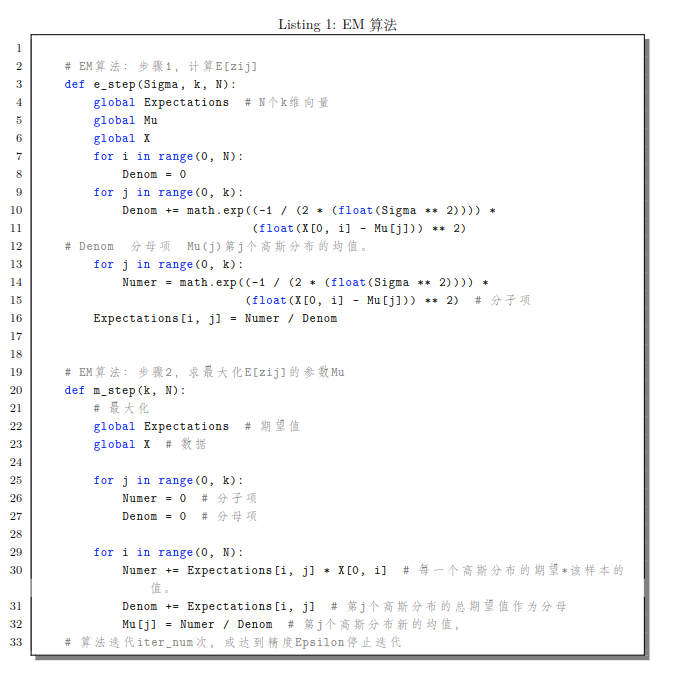 Listing 1: EM 算法
1
2 # EM算法: 步骤1, 计算E[zij]
3 def e_step(Sigma, k, N):
4 global Expectations # N个k维向量
5 global Mu
6 global X
7 for i in range(0, N):
8 Denom = 0
9 for j in range(0, k):
10 Denom += math.exp((-1 / (2 * (float(Sigma ** 2)))) *
11 (float(X[0, i] - Mu[j])) ** 2)
12 # Denom 分母项 Mu(j)第j个高斯分布的均值。
13 for j in range(0, k):
14 Numer = math.exp((-1 / (2 * (float(Sigma ** 2)))) *
15 (float(X[0, i] - Mu[j])) ** 2) # 分子项
16 Expectations[i, j] = Numer / Denom
17
18
19 # EM算法: 步骤2, 求最大化E[zij]的参数Mu
20 def m_step(k, N):
21 # 最大化
22 global Expectations # 期望值
23 global X # 数据
24
25 for j in range(0, k):
26 Numer = 0 # 分子项
27 Denom = 0 # 分母项
28
29 for i in range(0, N):
30 Numer += Expectations[i, j] * X[0, i] # 每一个高斯分布的期望*该样本的
值。
31 Denom += Expectations[i, j] # 第j个高斯分布的总期望值作为分母
32 Mu[j] = Numer / Denom # 第j个高斯分布新的均值,
33 # 算法迭代iter_num次, 或达到精度Epsilon停止迭代